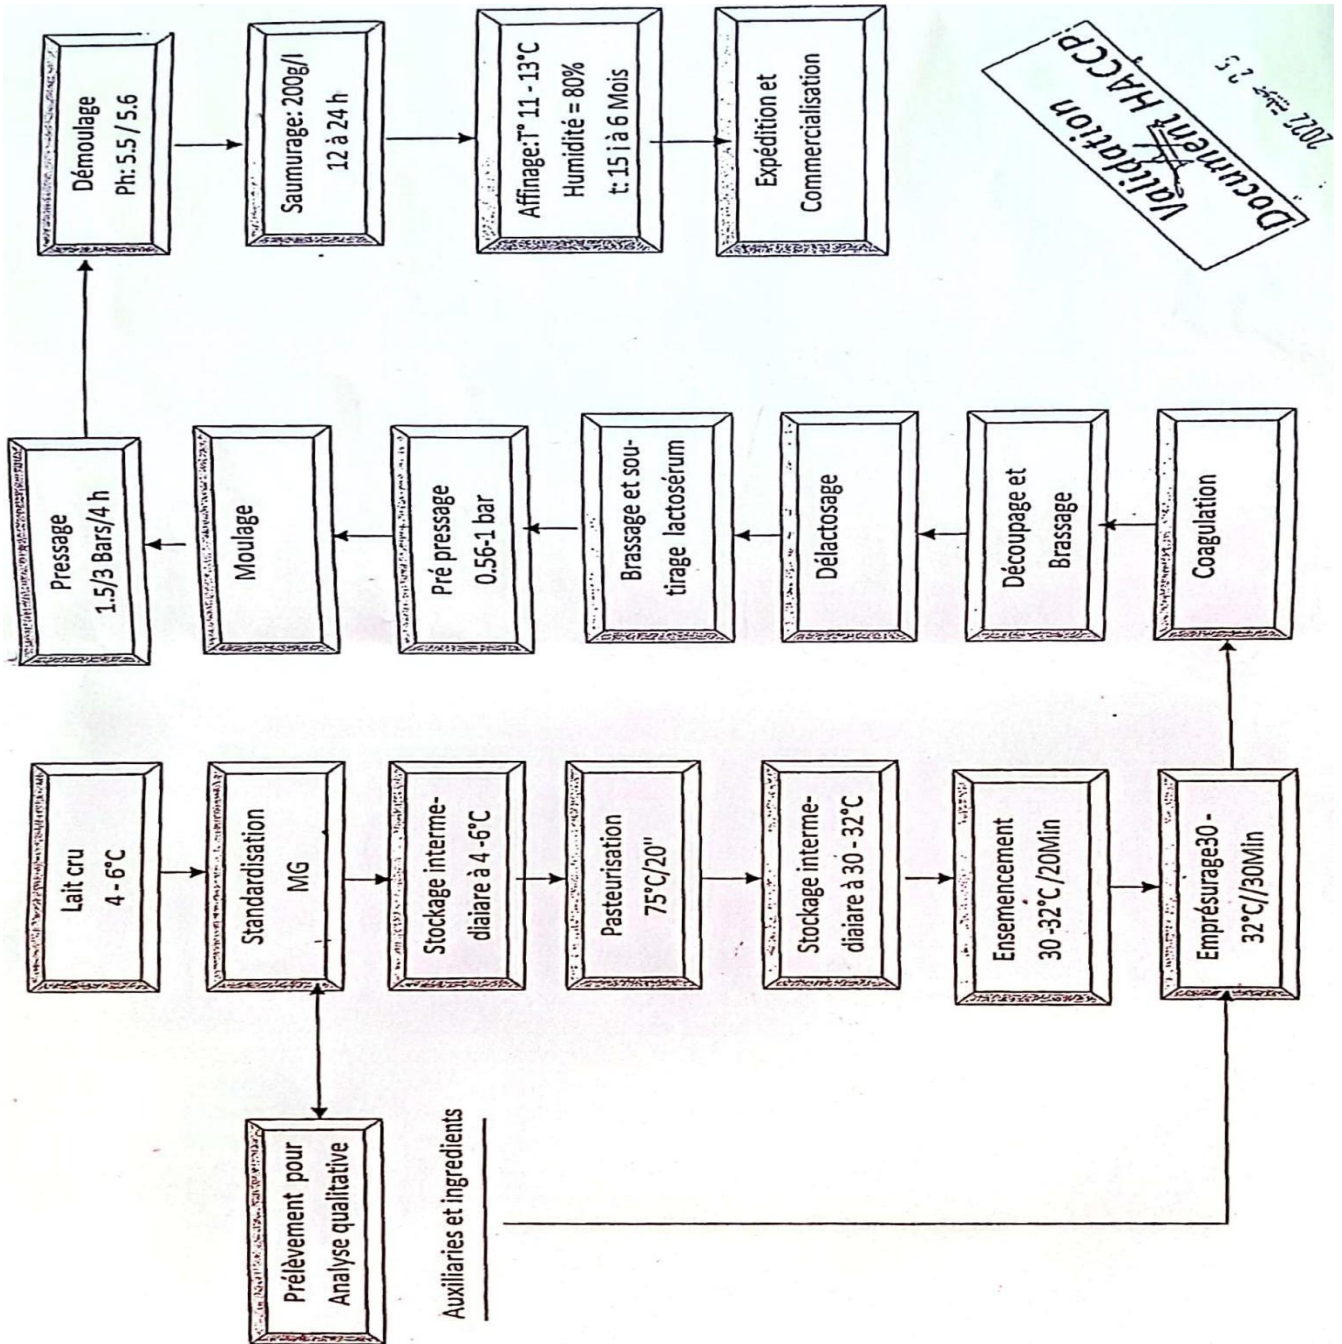 Lait cru
4 - 6°C
Standardisation
MG
Prélèvement pour
Analyse qualitative
Stockage interme-
diaiare à 4 -6°C
Pasteurisation
75°c/20"
Stockage interme-
diaiare à 30 - 32°C
Ensemencement
30 -32°C /20Min
Auxiliaries et ingredients
Emprésurage30 -
32°C//30Min
Coagulation
Découpage et
Brassage
Délactosage
Brassage et sou-
tirage lactosérum
Pré pressage
0.56-1 bar
Moulage
Pressage
1.5/3 Bars/4 h
Démoulage
Ph: 5.5 / 5.6
Saumurage: 200g/l
12 à 24 h
Affinage:T° 11 - 13°C
Humidité = 80%
t: 15 j à 6 Mois
Expédition et
Commercialisation
Validation
Document HACCP
2022
25